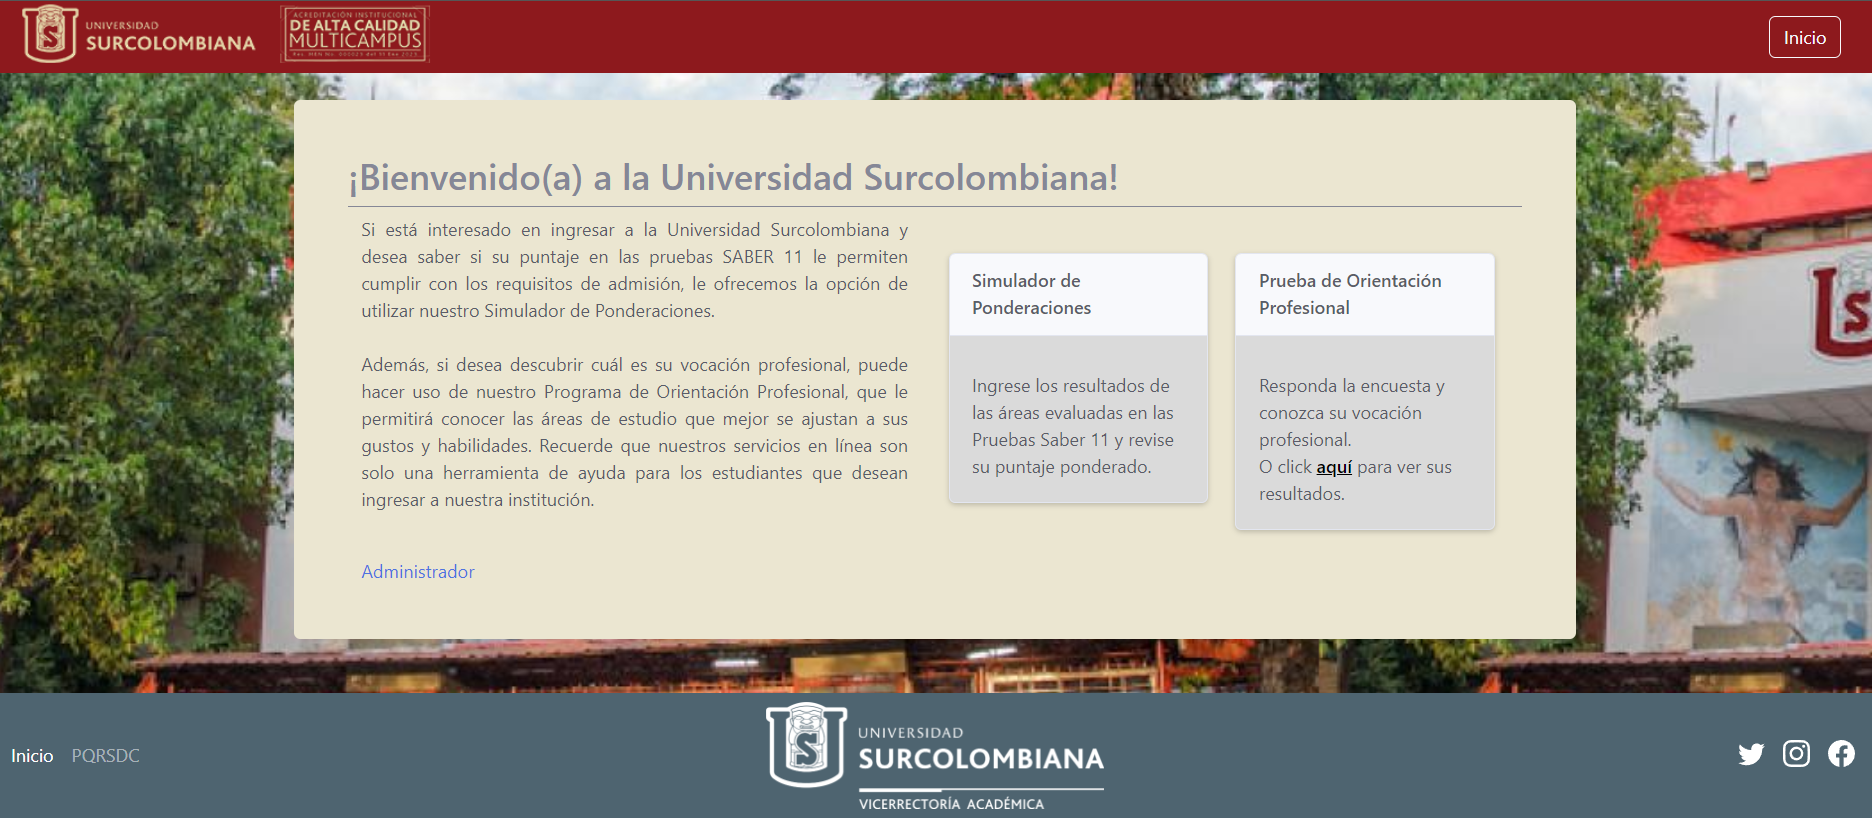 UNIVERSIDAD
SURCOLOMBIANA
ACREDITACIÓN INSTITUCIONAL
DE ALTA CALIDAD
MULTICAMPUS
Inicio
¡Bienvenido(a) a la Universidad Surcolombiana!
Si está interesado en ingresar a la Universidad Surcolombiana y
desea saber si su puntaje en las pruebas SABER 11 le permiten
cumplir con los requisitos de admisión, le ofrecemos la opción de
utilizar nuestro Simulador de Ponderaciones.
Además, si desea descubrir cuál es su vocación profesional, puede
hacer uso de nuestro Programa de Orientación Profesional, que le
permitirá conocer las áreas de estudio que mejor se ajustan a sus
gustos y habilidades. Recuerde que nuestros servicios en línea son
solo una herramienta de ayuda para los estudiantes que desean
ingresar a nuestra institución.
Administrador
Simulador de
Ponderaciones
Ingrese los resultados de
las áreas evaluadas en las
Pruebas Saber 11 y revise
su puntaje ponderado.
Prueba de Orientación
Profesional
Responda la encuesta y
conozca su vocación
profesional.
O click aquí para ver sus
resultados.
Inicio PQRSDC
UNIVERSIDAD
SURCOLOMBIANA
VICERRECTORÍA ACADÉMICA